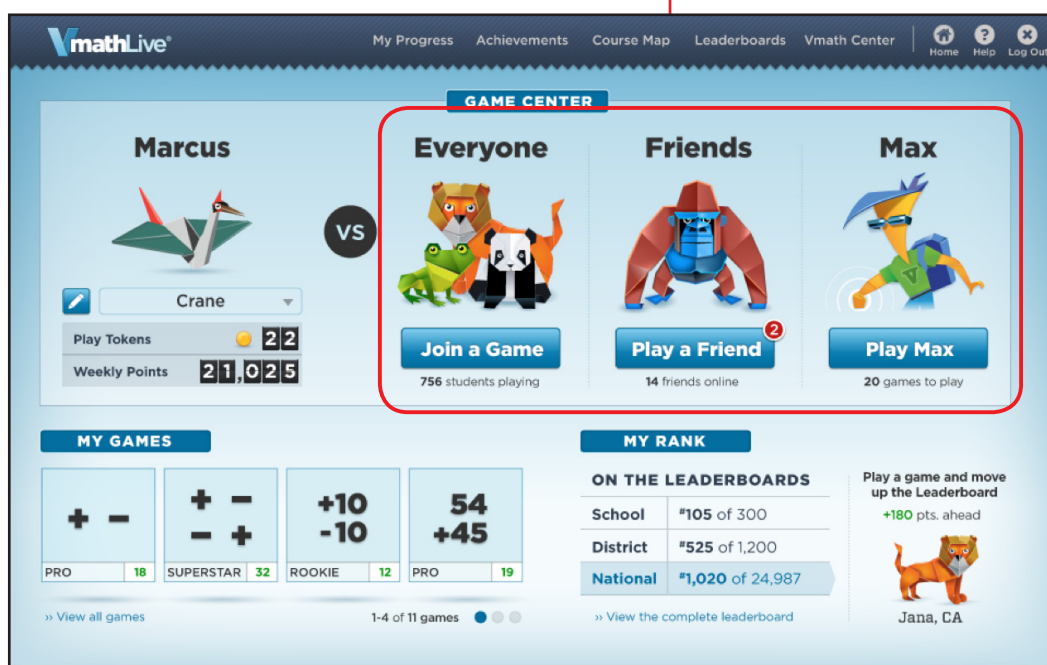 VmathLive®
My Progress Achievements Course Map Leaderboards Vmath Center Home Help Log Out
GAME CENTER
Marcus
VS
Everyone
Friends
Max
Crane
Play Tokens 22
Weekly Points 21,025
Join a Game
756 students playing
Play a Friend 2
14 friends online
V
Play Max
20 games to play
MY GAMES
+ -
PRO 18
+ -
- +
SUPERSTAR 32
+10
-10
ROOKIE 12
54
+45
PRO 19
›› View all games
1-4 of 11 games
MY RANK
ON THE LEADERBOARDS
School #105 of 300
District #525 of 1,200
National #1,020 of 24,987
›› View the complete leaderboard
Play a game and move
up the Leaderboard
+180 pts. ahead
Jana, CA